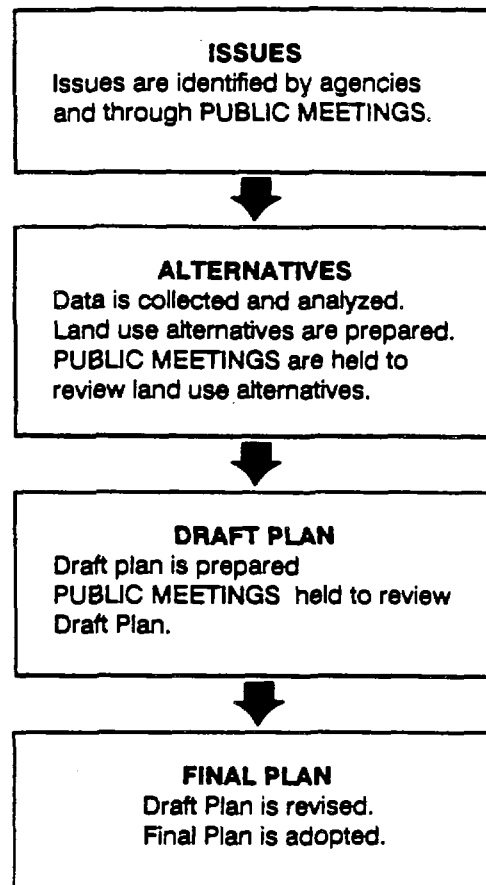 ISSUES
Issues are identified by agencies
and through PUBLIC MEETINGS.
ALTERNATIVES
Data is collected and analyzed.
Land use alternatives are prepared.
PUBLIC MEETINGS are held to
review land use alternatives.
DRAFT PLAN
Draft plan is prepared
PUBLIC MEETINGS held to review
Draft Plan.
FINAL PLAN
Draft Plan is revised.
Final Plan is adopted.